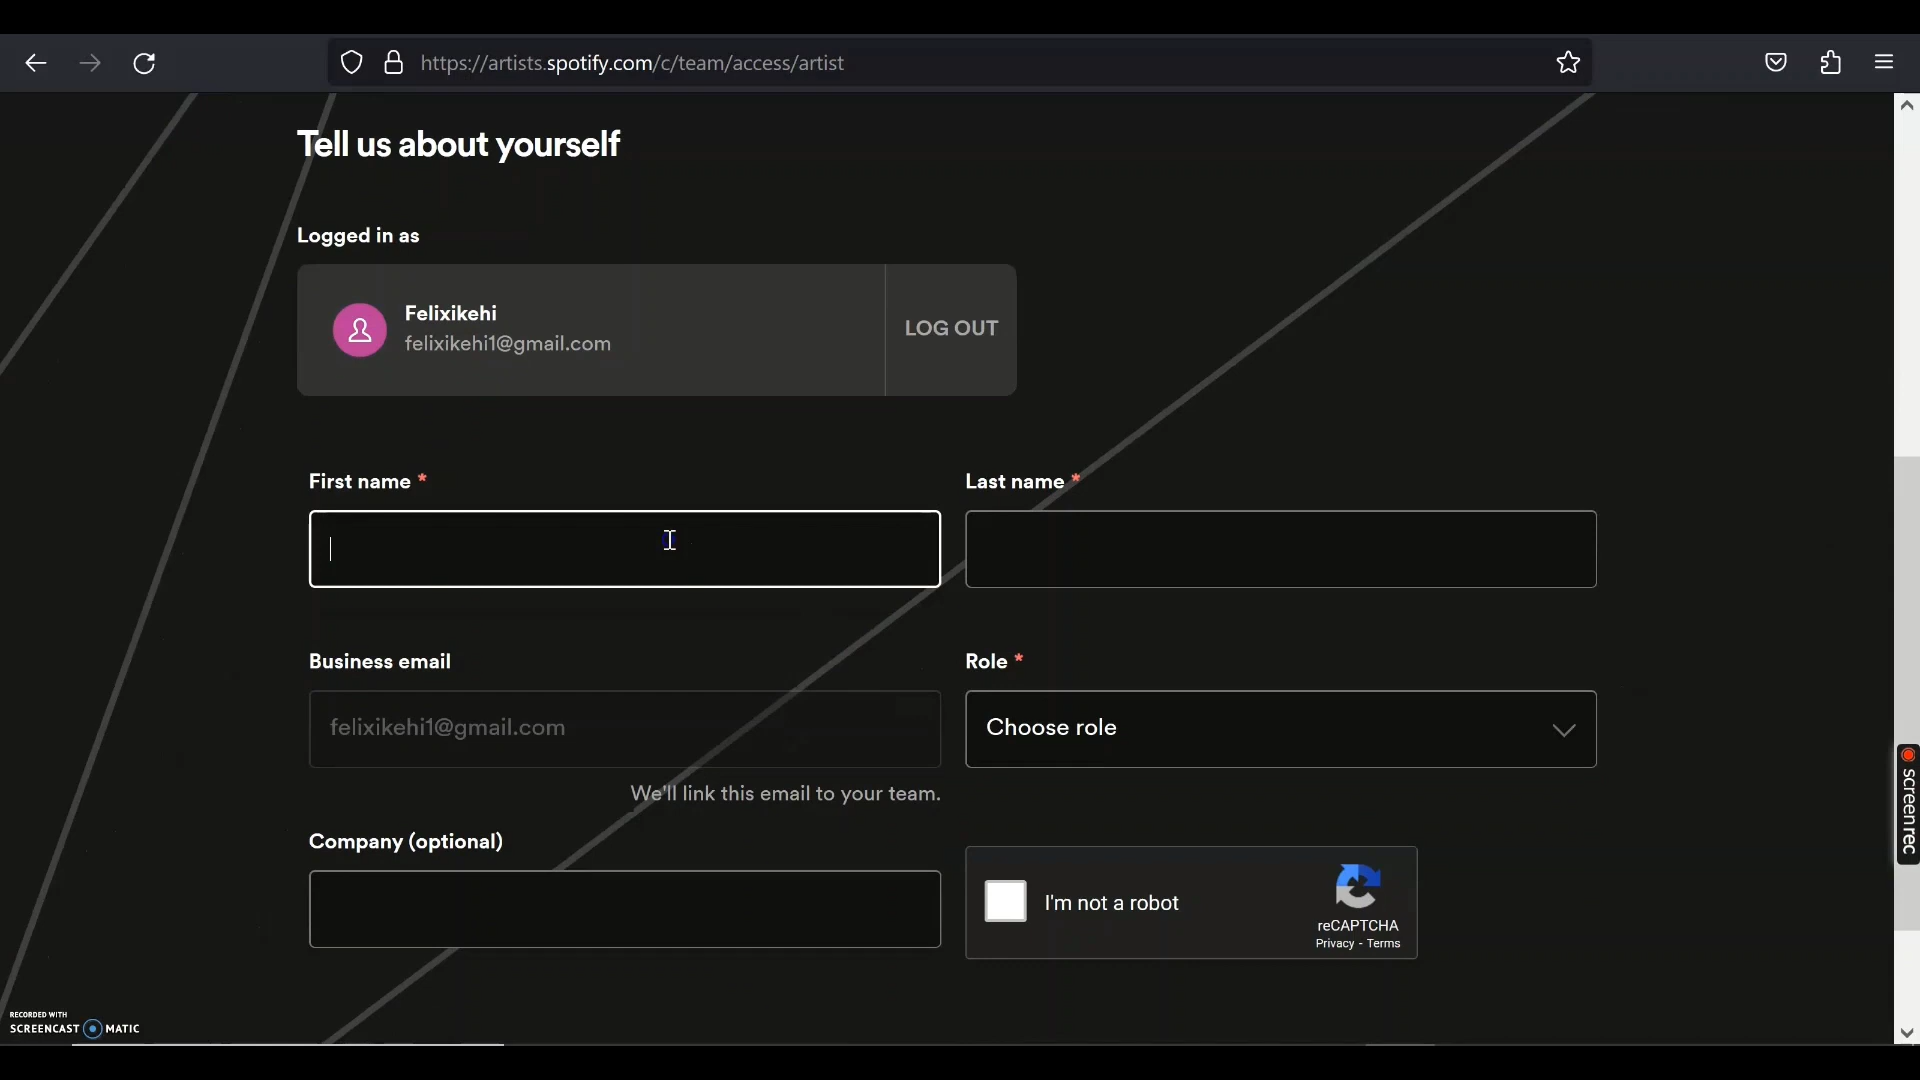 https://artists.spotify.com/c/team/access/artist
Tell us about yourself
Logged in as
Felixikehi
felixikehi1@gmail.com
LOG OUT
First name *
Last name *
Business email
Role *
felixikehi1@gmail.com
Choose role
We'll link this email to your team.
Company (optional)
I'm not a robot
reCAPTCHA
Privacy - Terms
screenrec
RECORDED WITH
SCREENCAST MATIC